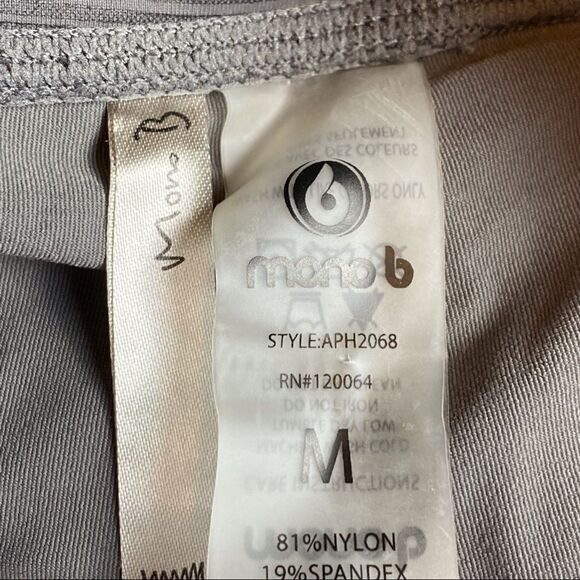 Mono B
mono b
STYLE:APH2068
RN#120064
M
81%NYLON
19%SPANDEX